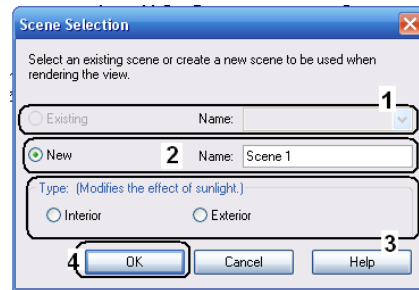 Scene Selection
Select an existing scene or create a new scene to be used when
rendering the view.
1
Existing Name:
New 2 Name: Scene 1
Type: (Modifies the effect of sunlight.)
Interior Exterior
3
4 OK Cancel Help